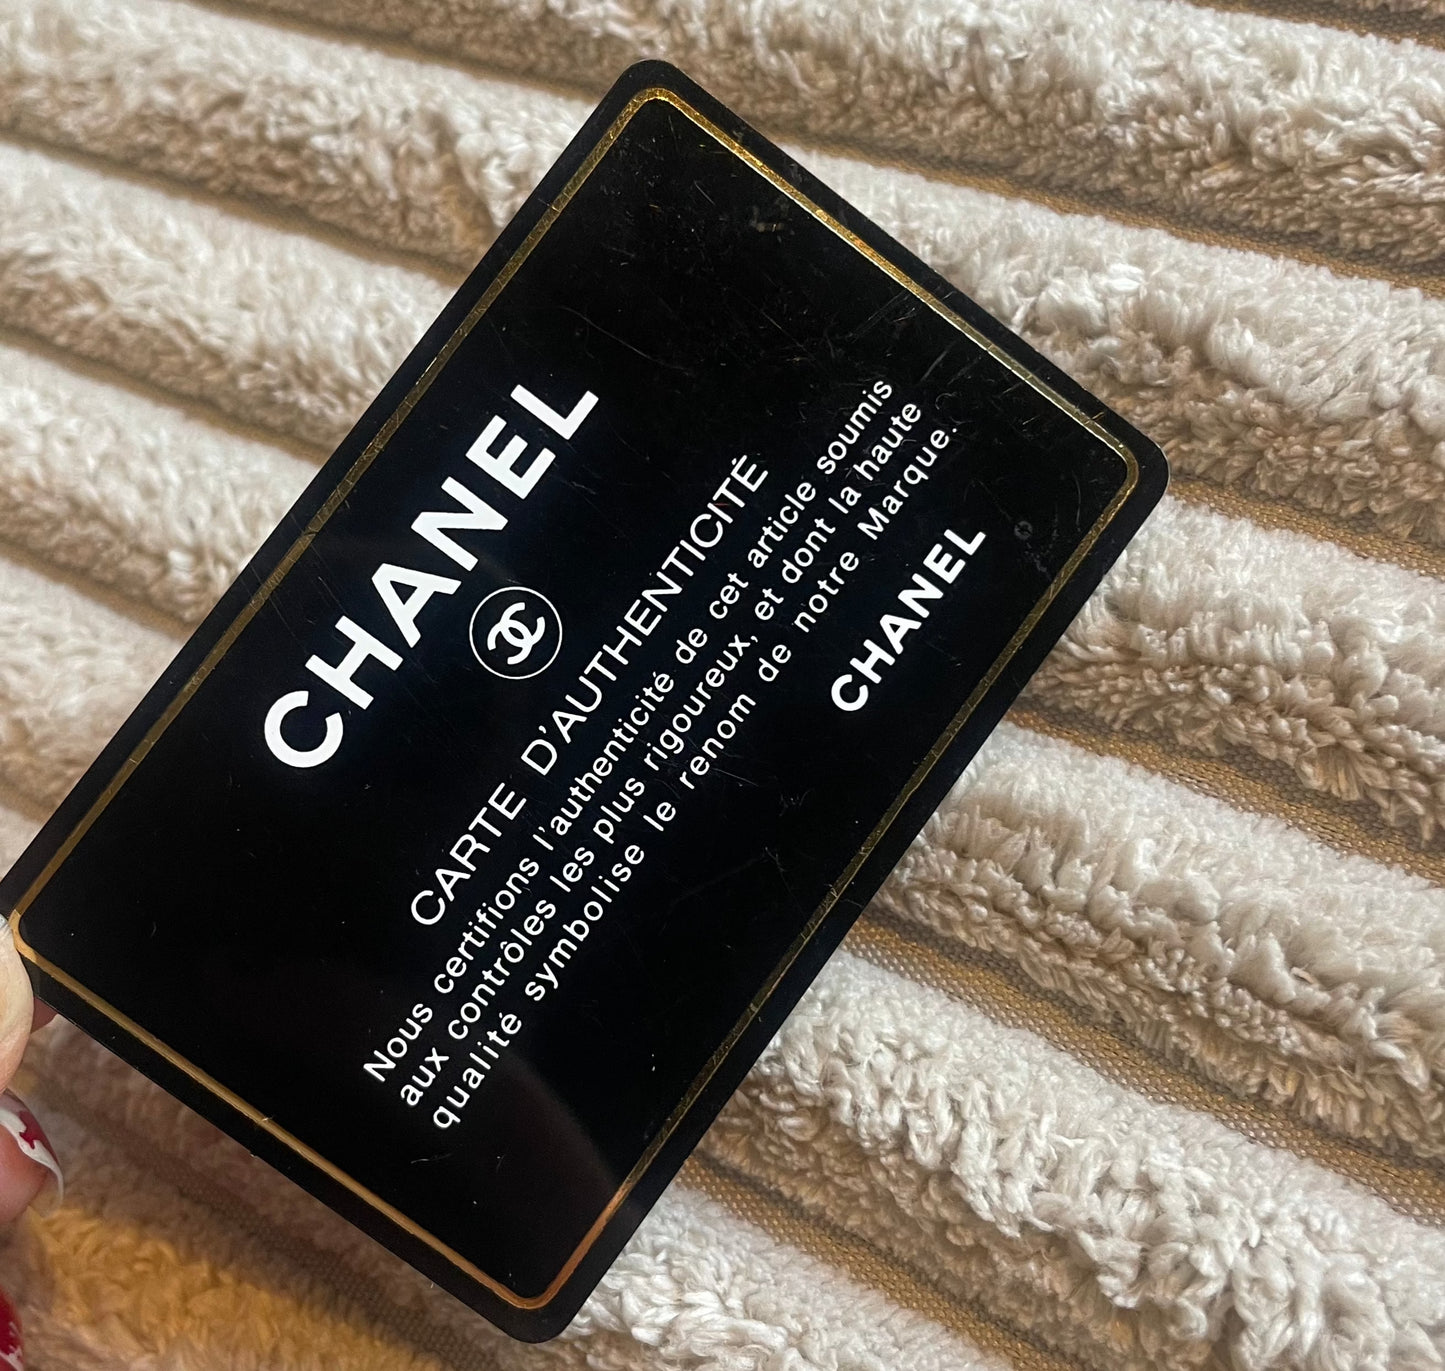 CHANEL
CARTE D'AUTHENTICITÉ
Nous certifions l'authenticité de cet article soumis
aux contrôles les plus rigoureux, et dont la haute
qualité symbolise le renom de notre Marque.
CHANEL